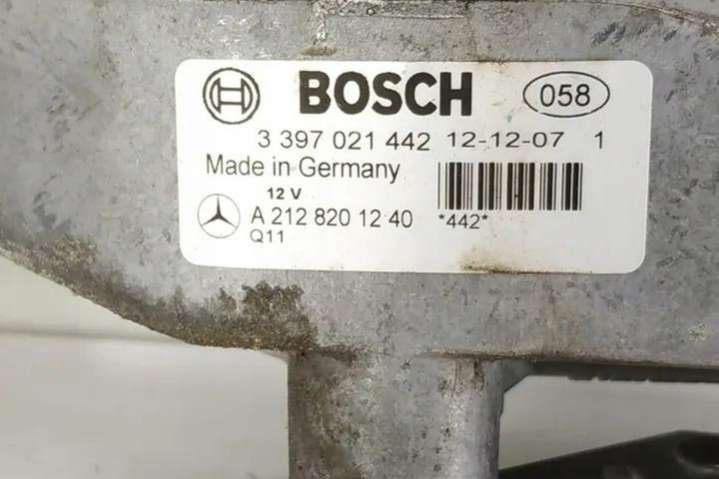 BOSCH 058
3 397 021 442 12-12-07 1
Made in Germany
12 V
A 212 820 12 40 *442*
Q11